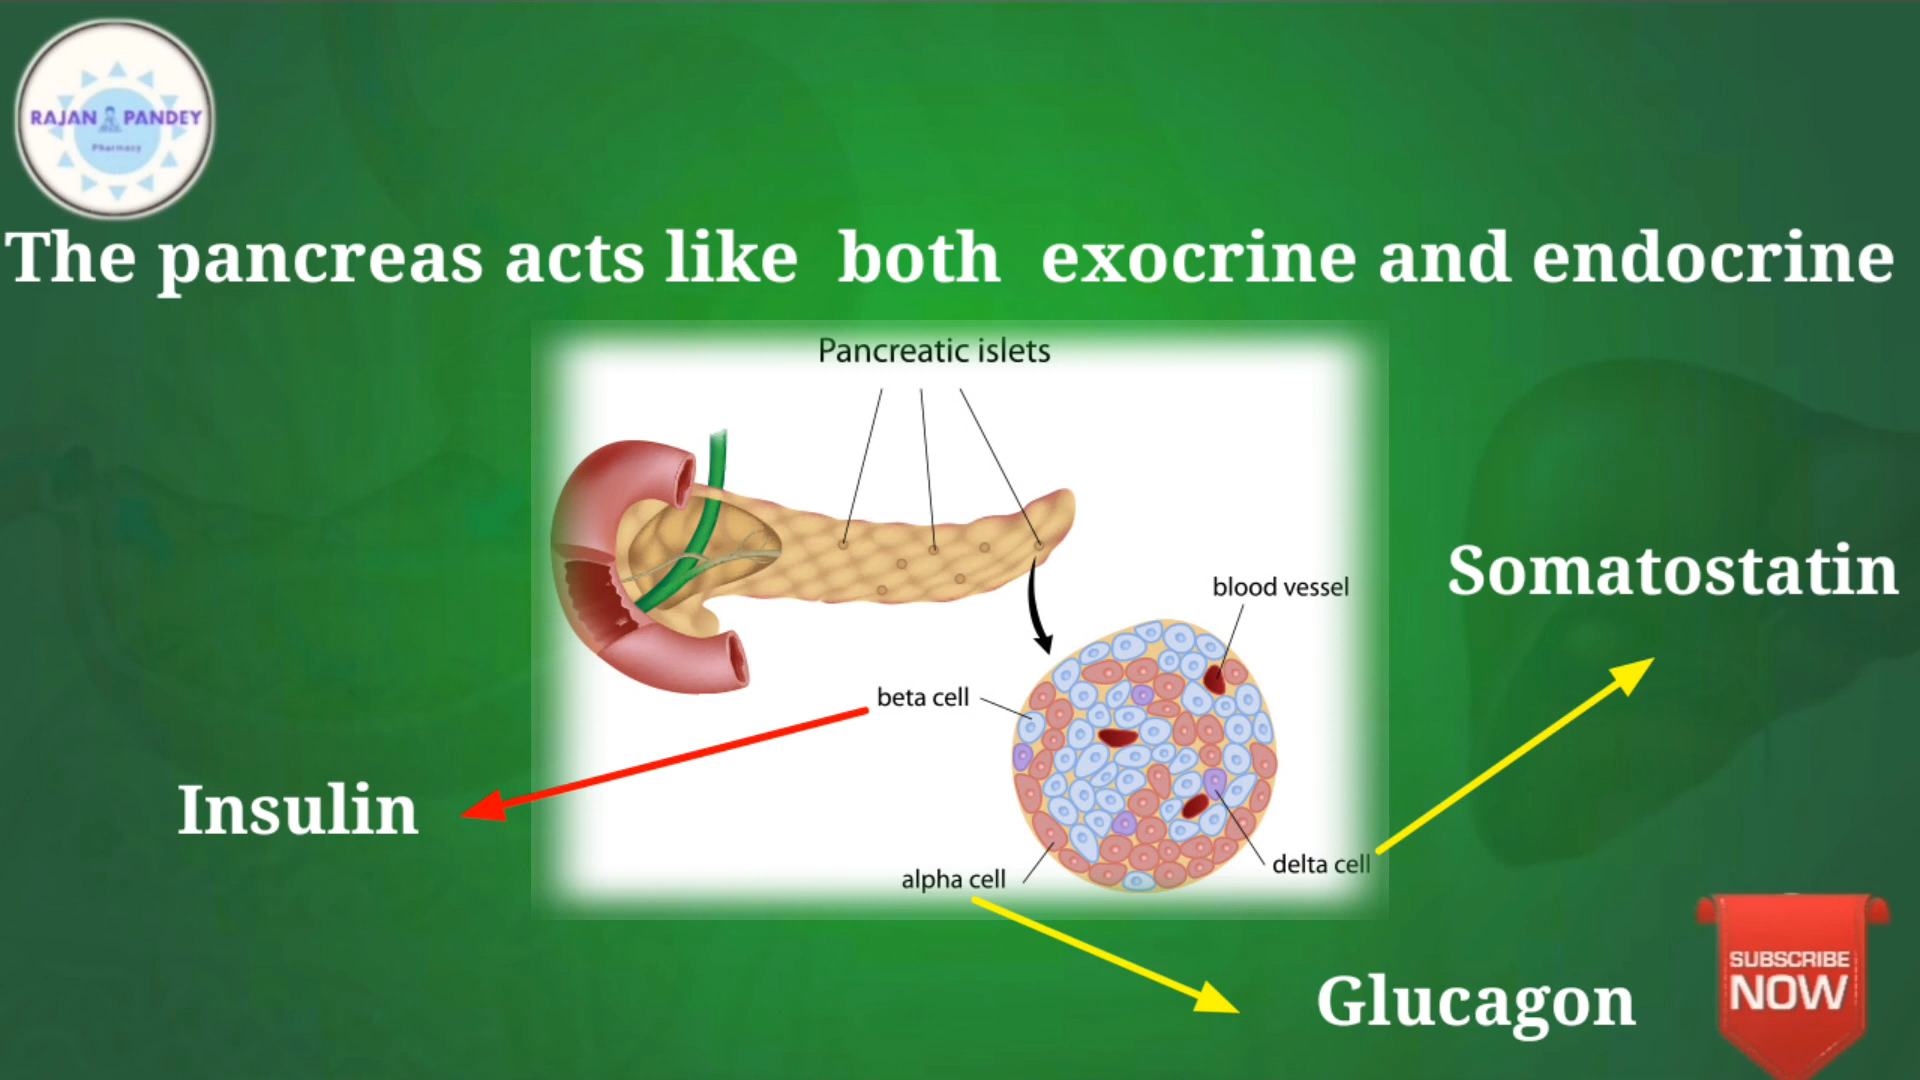 RAJAN PANDEY
Pharmacy
The pancreas acts like both exocrine and endocrine
Pancreatic islets
blood vessel
Somatostatin
beta cell
Insulin
delta cell
alpha cell
Glucagon
SUBSCRIBE
NOW